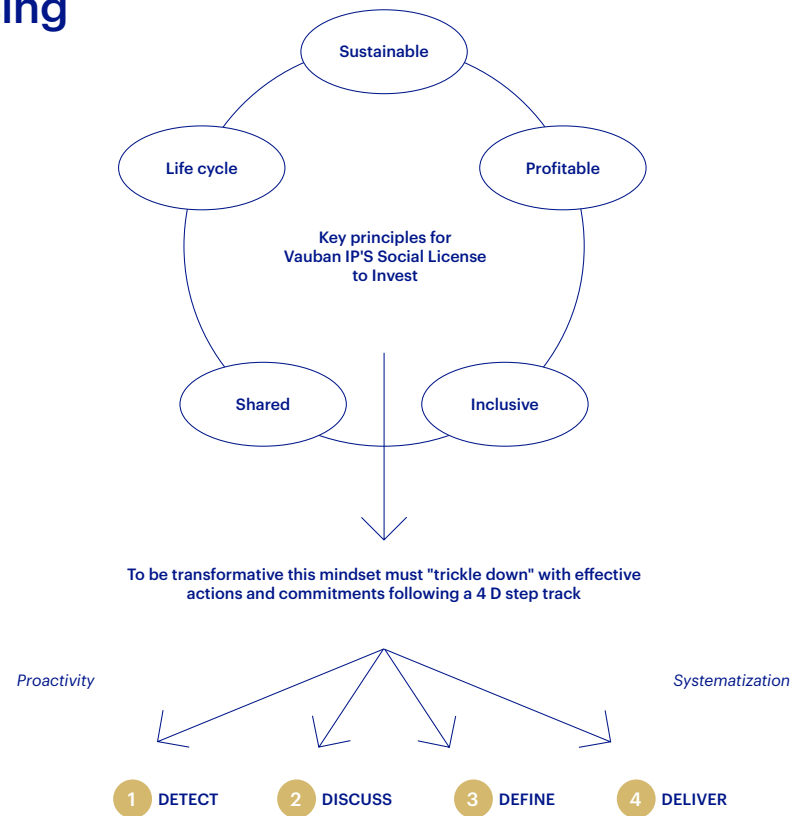 ing
Sustainable
Life cycle
Profitable
Key principles for
Vauban IP'S Social License
to Invest
Shared
Inclusive
To be transformative this mindset must "trickle down" with effective
actions and commitments following a 4 D step track
Proactivity
Systematization
1 DETECT
2 DISCUSS
3 DEFINE
4 DELIVER